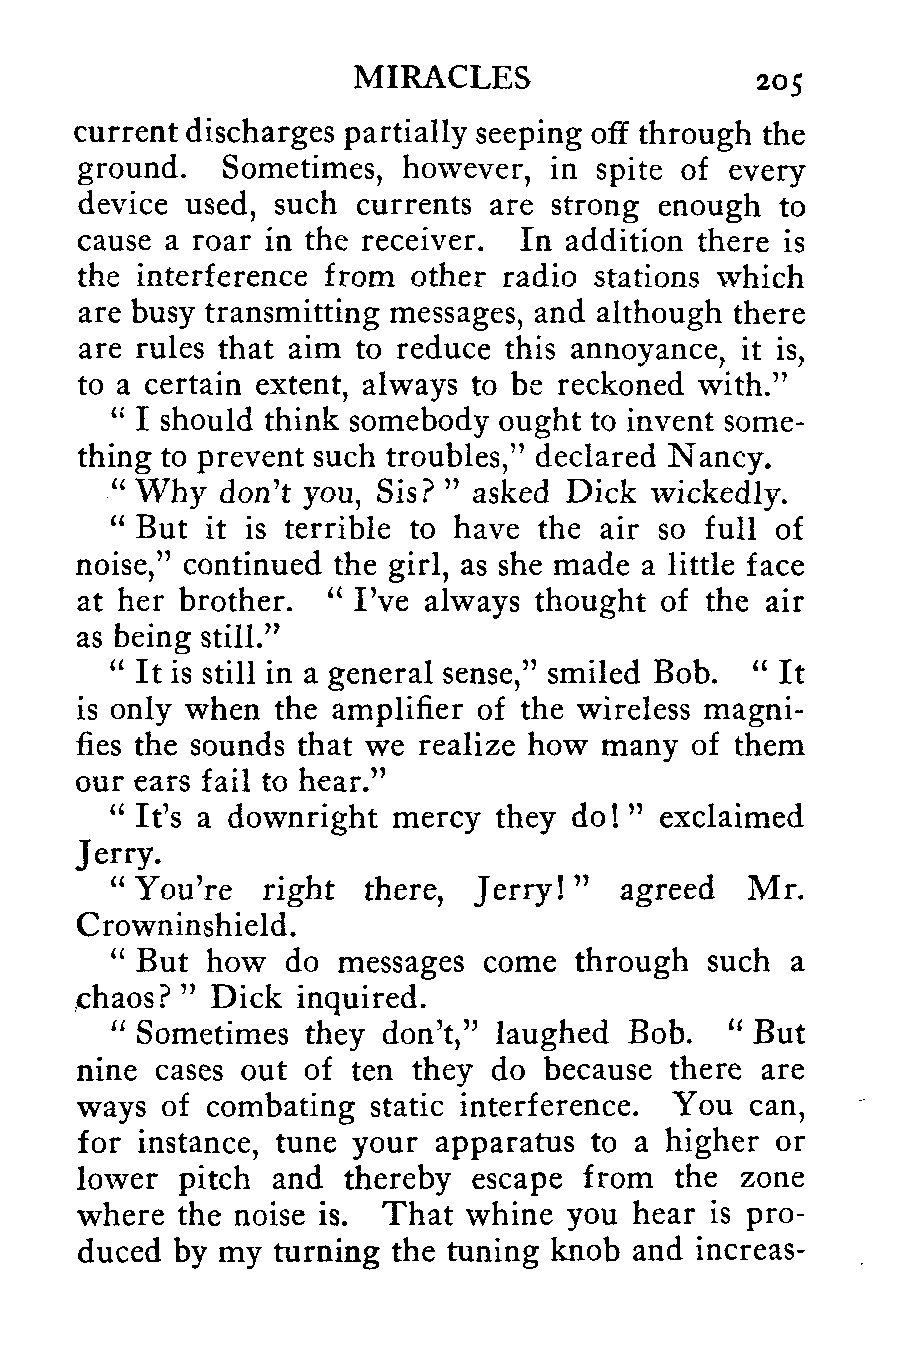 MIRACLES 205
current discharges partially seeping off through the
ground. Sometimes, however, in spite of every
device used, such currents are strong enough to
cause a roar in the receiver. In addition there is
the interference from other radio stations which
are busy transmitting messages, and although there
are rules that aim to reduce this annoyance, it is,
to a certain extent, always to be reckoned with."
" I should think somebody ought to invent some-
thing to prevent such troubles," declared Nancy.
" Why don't you, Sis? " asked Dick wickedly.
" But it is terrible to have the air so full of
noise," continued the girl, as she made a little face
at her brother. " I've always thought of the air
as being still."
" It is still in a general sense," smiled Bob. " It
is only when the amplifier of the wireless magni-
fies the sounds that we realize how many of them
our ears fail to hear."
" It's a downright mercy they do! " exclaimed
Jerry.
" You're right there, Jerry! " agreed Mr.
Crowninshield.
" But how do messages come through such a
chaos? " Dick inquired.
" Sometimes they don't," laughed Bob. " But
nine cases out of ten they do because there are
ways of combating static interference. You can,
for instance, tune your apparatus to a higher or
lower pitch and thereby escape from the zone
where the noise is. That whine you hear is pro-
duced by my turning the tuning knob and increas-